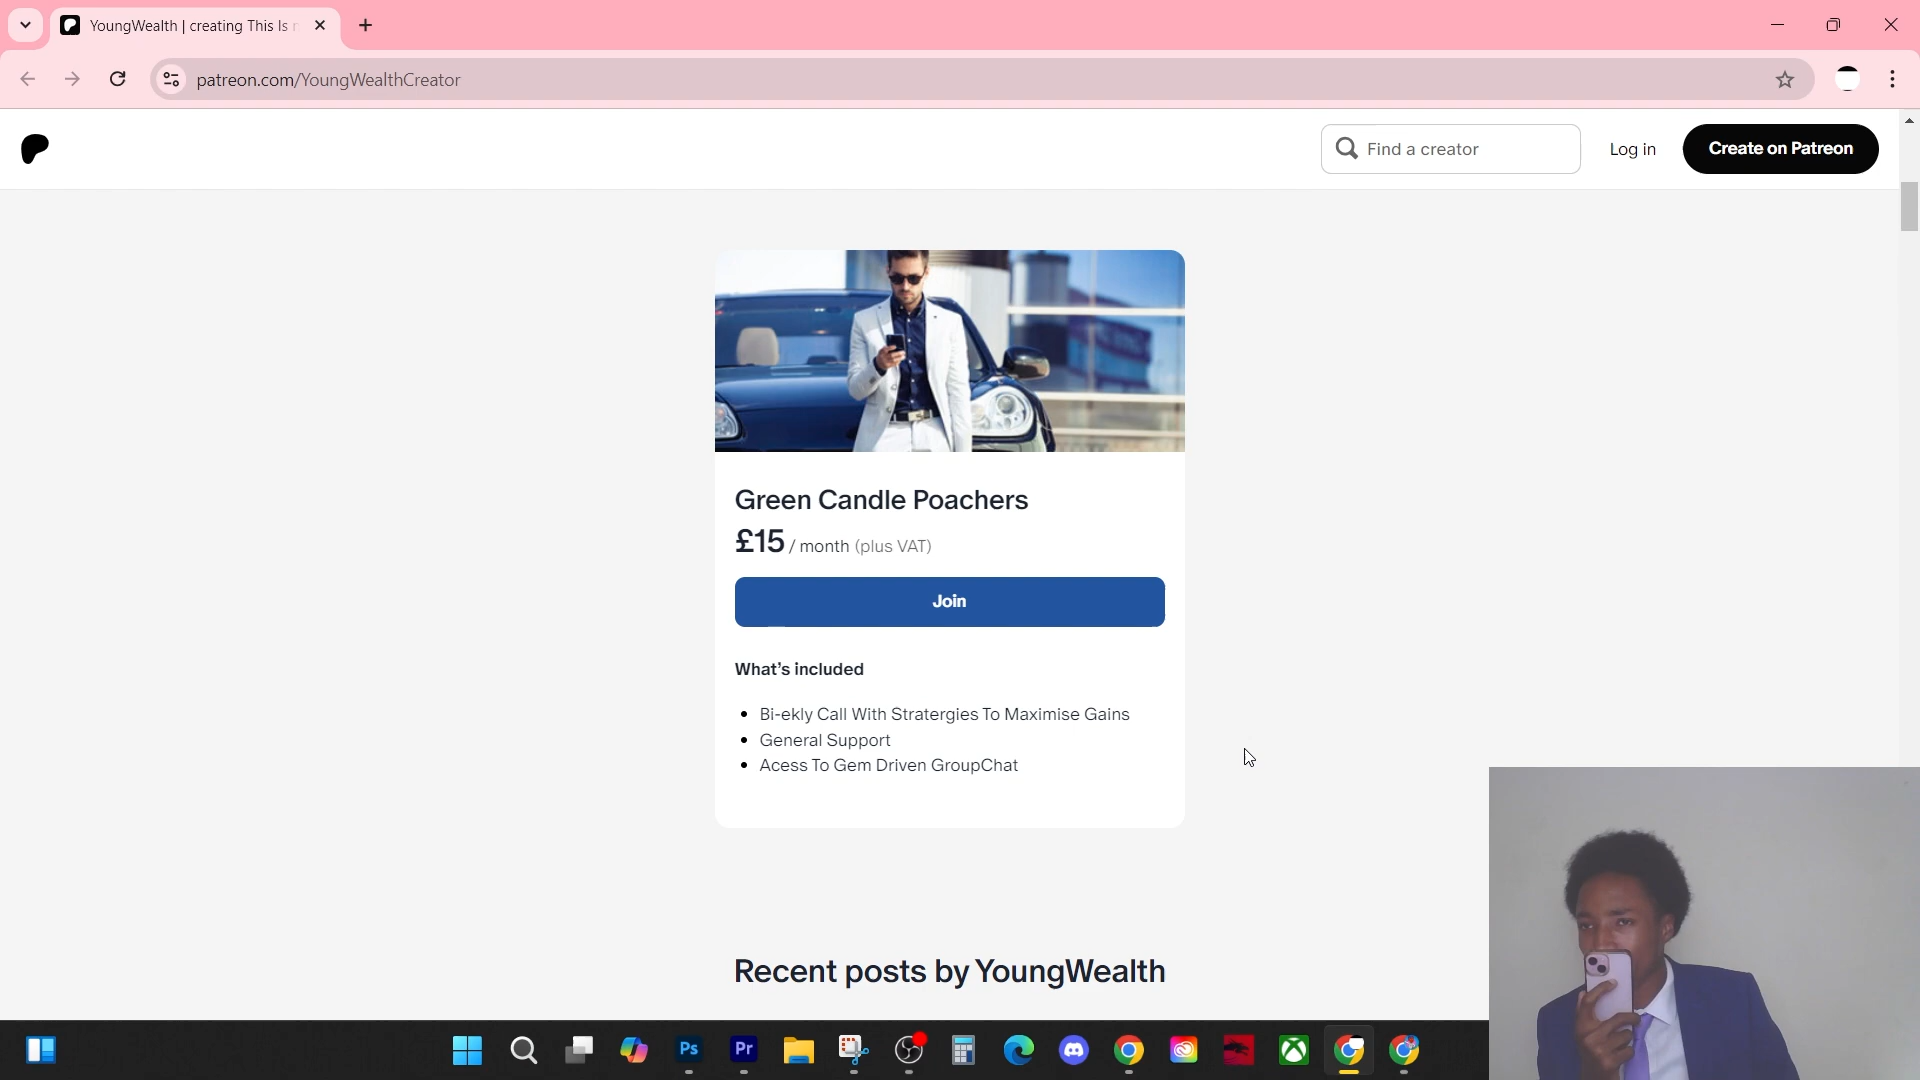 YoungWealth | creating This Is
patreon.com/YoungWealthCreator
Find a creator
Log in
Create on Patreon
Green Candle Poachers
£15 / month (plus VAT)
Join
What's included
• Bi-ekly Call With Stratergies To Maximise Gains
• General Support
• Acess To Gem Driven GroupChat
Recent posts by YoungWealth
Ps
Pr